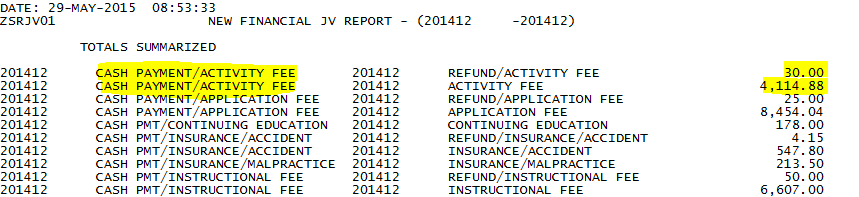 DATE: 29-MAY-2015 08:53:33
ZSRJV01 NEW FINANCIAL JV REPORT - (201412 -201412)
TOTALS SUMMARIZED
201412 CASH PAYMENT/ACTIVITY FEE 201412 REFUND/ACTIVITY FEE 30.00
201412 CASH PAYMENT/ACTIVITY FEE 201412 ACTIVITY FEE 4,114.88
201412 CASH PAYMENT/APPLICATION FEE 201412 REFUND/APPLICATION FEE 25.00
201412 CASH PAYMENT/APPLICATION FEE 201412 APPLICATION FEE 8,454.04
201412 CASH PMT/CONTINUING EDUCATION 201412 CONTINUING EDUCATION 178.00
201412 CASH PMT/INSURANCE/ACCIDENT 201412 REFUND/INSURANCE/ACCIDENT 4.15
201412 CASH PMT/INSURANCE/ACCIDENT 201412 INSURANCE/ACCIDENT 547.80
201412 CASH PMT/INSURANCE/MALPRACTICE 201412 INSURANCE/MALPRACTICE 213.50
201412 CASH PMT/INSTRUCTIONAL FEE 201412 REFUND/INSTRUCTIONAL FEE 50.00
201412 CASH PMT/INSTRUCTIONAL FEE 201412 INSTRUCTIONAL FEE 6,607.00